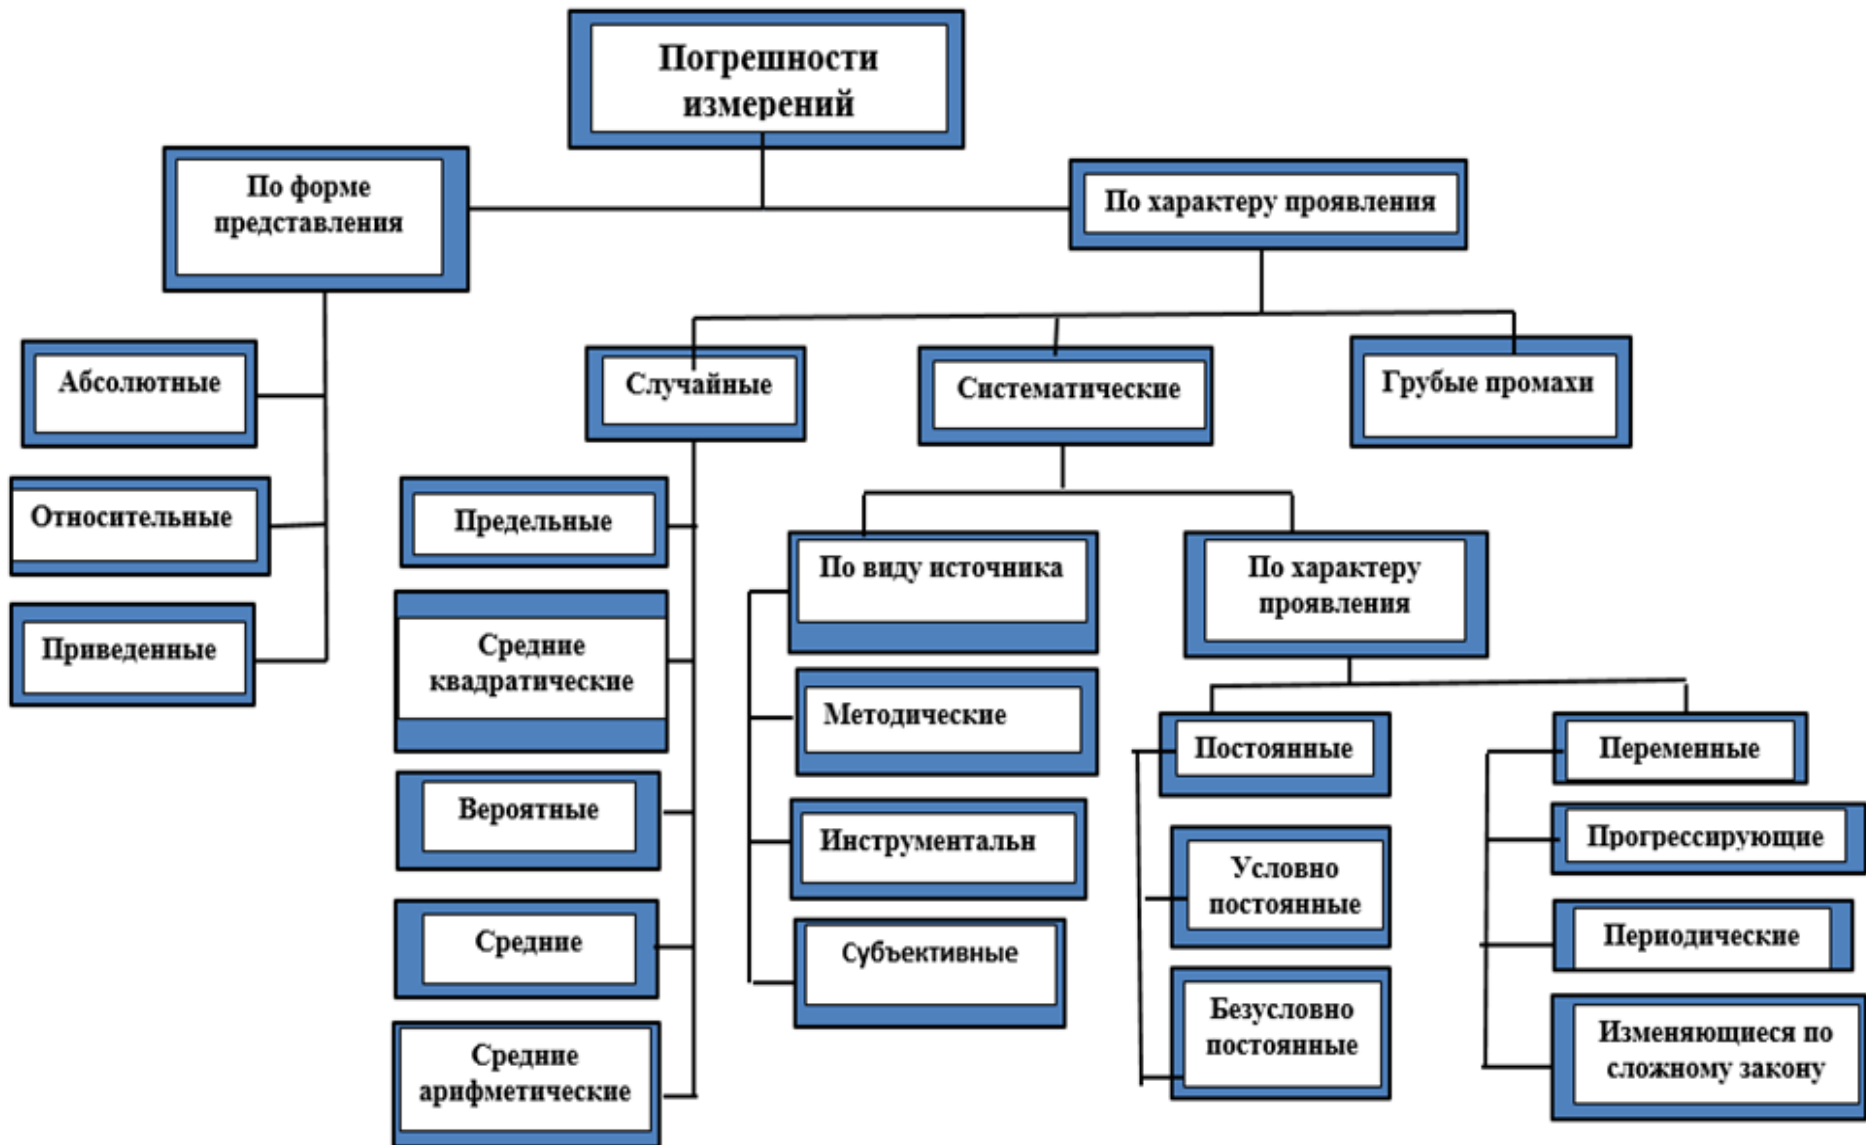 Погрешности
измерений
По форме
представления
По характеру проявления
Абсолютные
Относительные
Приведенные
Случайные
Систематические
Грубые промахи
Предельные
Средние
квадратические
Вероятные
Средние
Средние
арифметические
По виду источника
Методические
Инструментальн
Субъективные
По характеру
проявления
Постоянные
Условно
постоянные
Безусловно
постоянные
Переменные
Прогрессирующие
Периодические
Изменяющиеся по
сложному закону